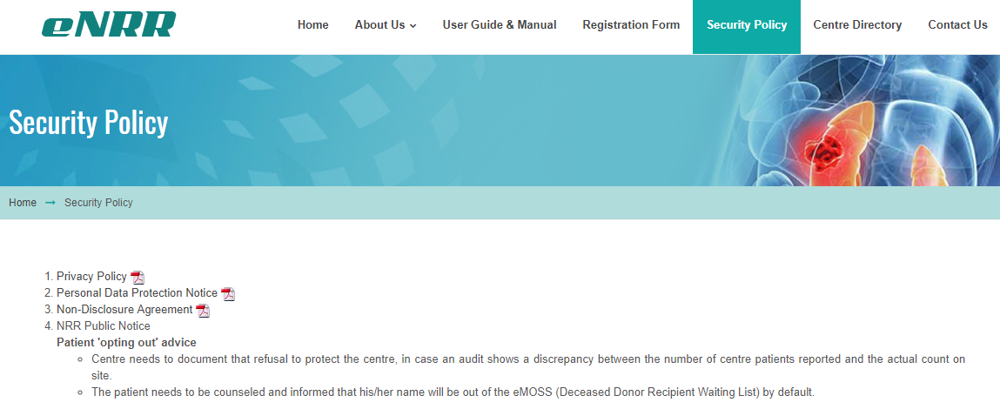 eNRR
Home About Us User Guide & Manual Registration Form Security Policy Centre Directory Contact Us
Security Policy
Home → Security Policy
1. Privacy Policy
2. Personal Data Protection Notice
3. Non-Disclosure Agreement
4. NRR Public Notice
Patient 'opting out' advice
○ Centre needs to document that refusal to protect the centre, in case an audit shows a discrepancy between the number of centre patients reported and the actual count on
site.
○ The patient needs to be counseled and informed that his/her name will be out of the eMOSS (Deceased Donor Recipient Waiting List) by default.